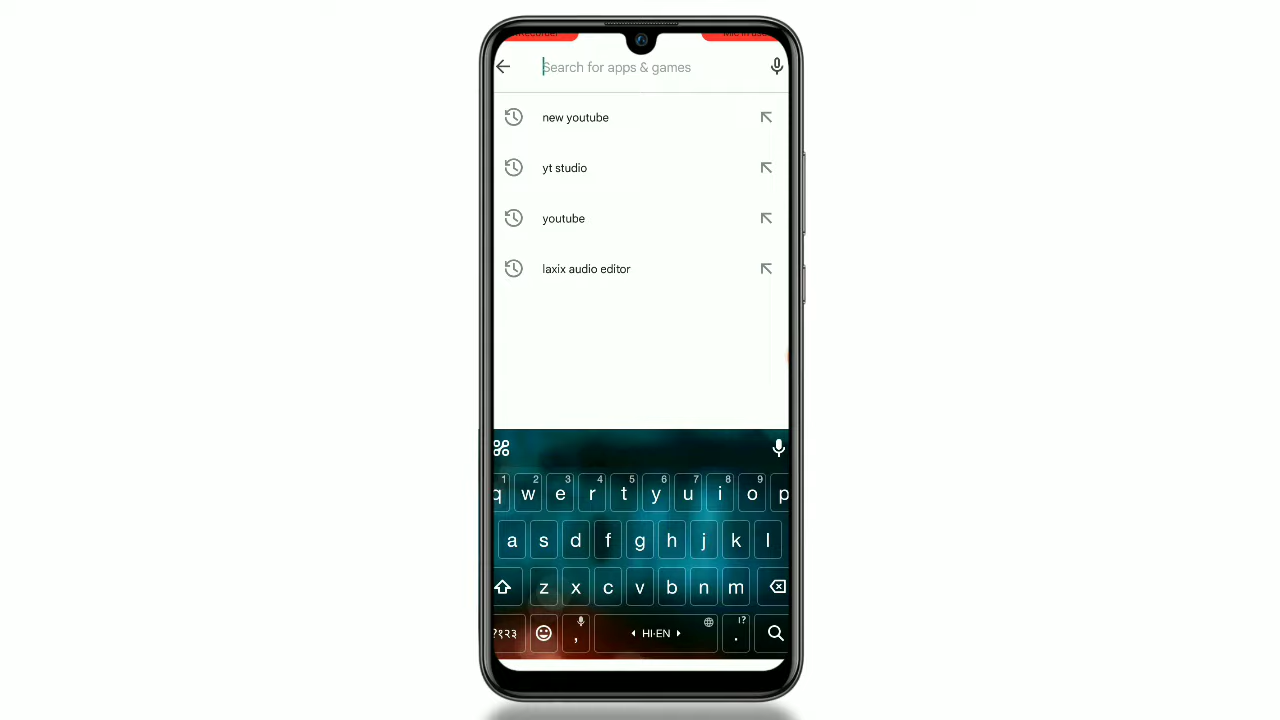 Search for apps & games
new youtube
yt studio
youtube
laxix audio editor
1 2 3 4 5 6 7 8 9
q w e r t y u i o p
a s d f g h j k l
z x c v b n m
?१२३ , HI·EN . !?